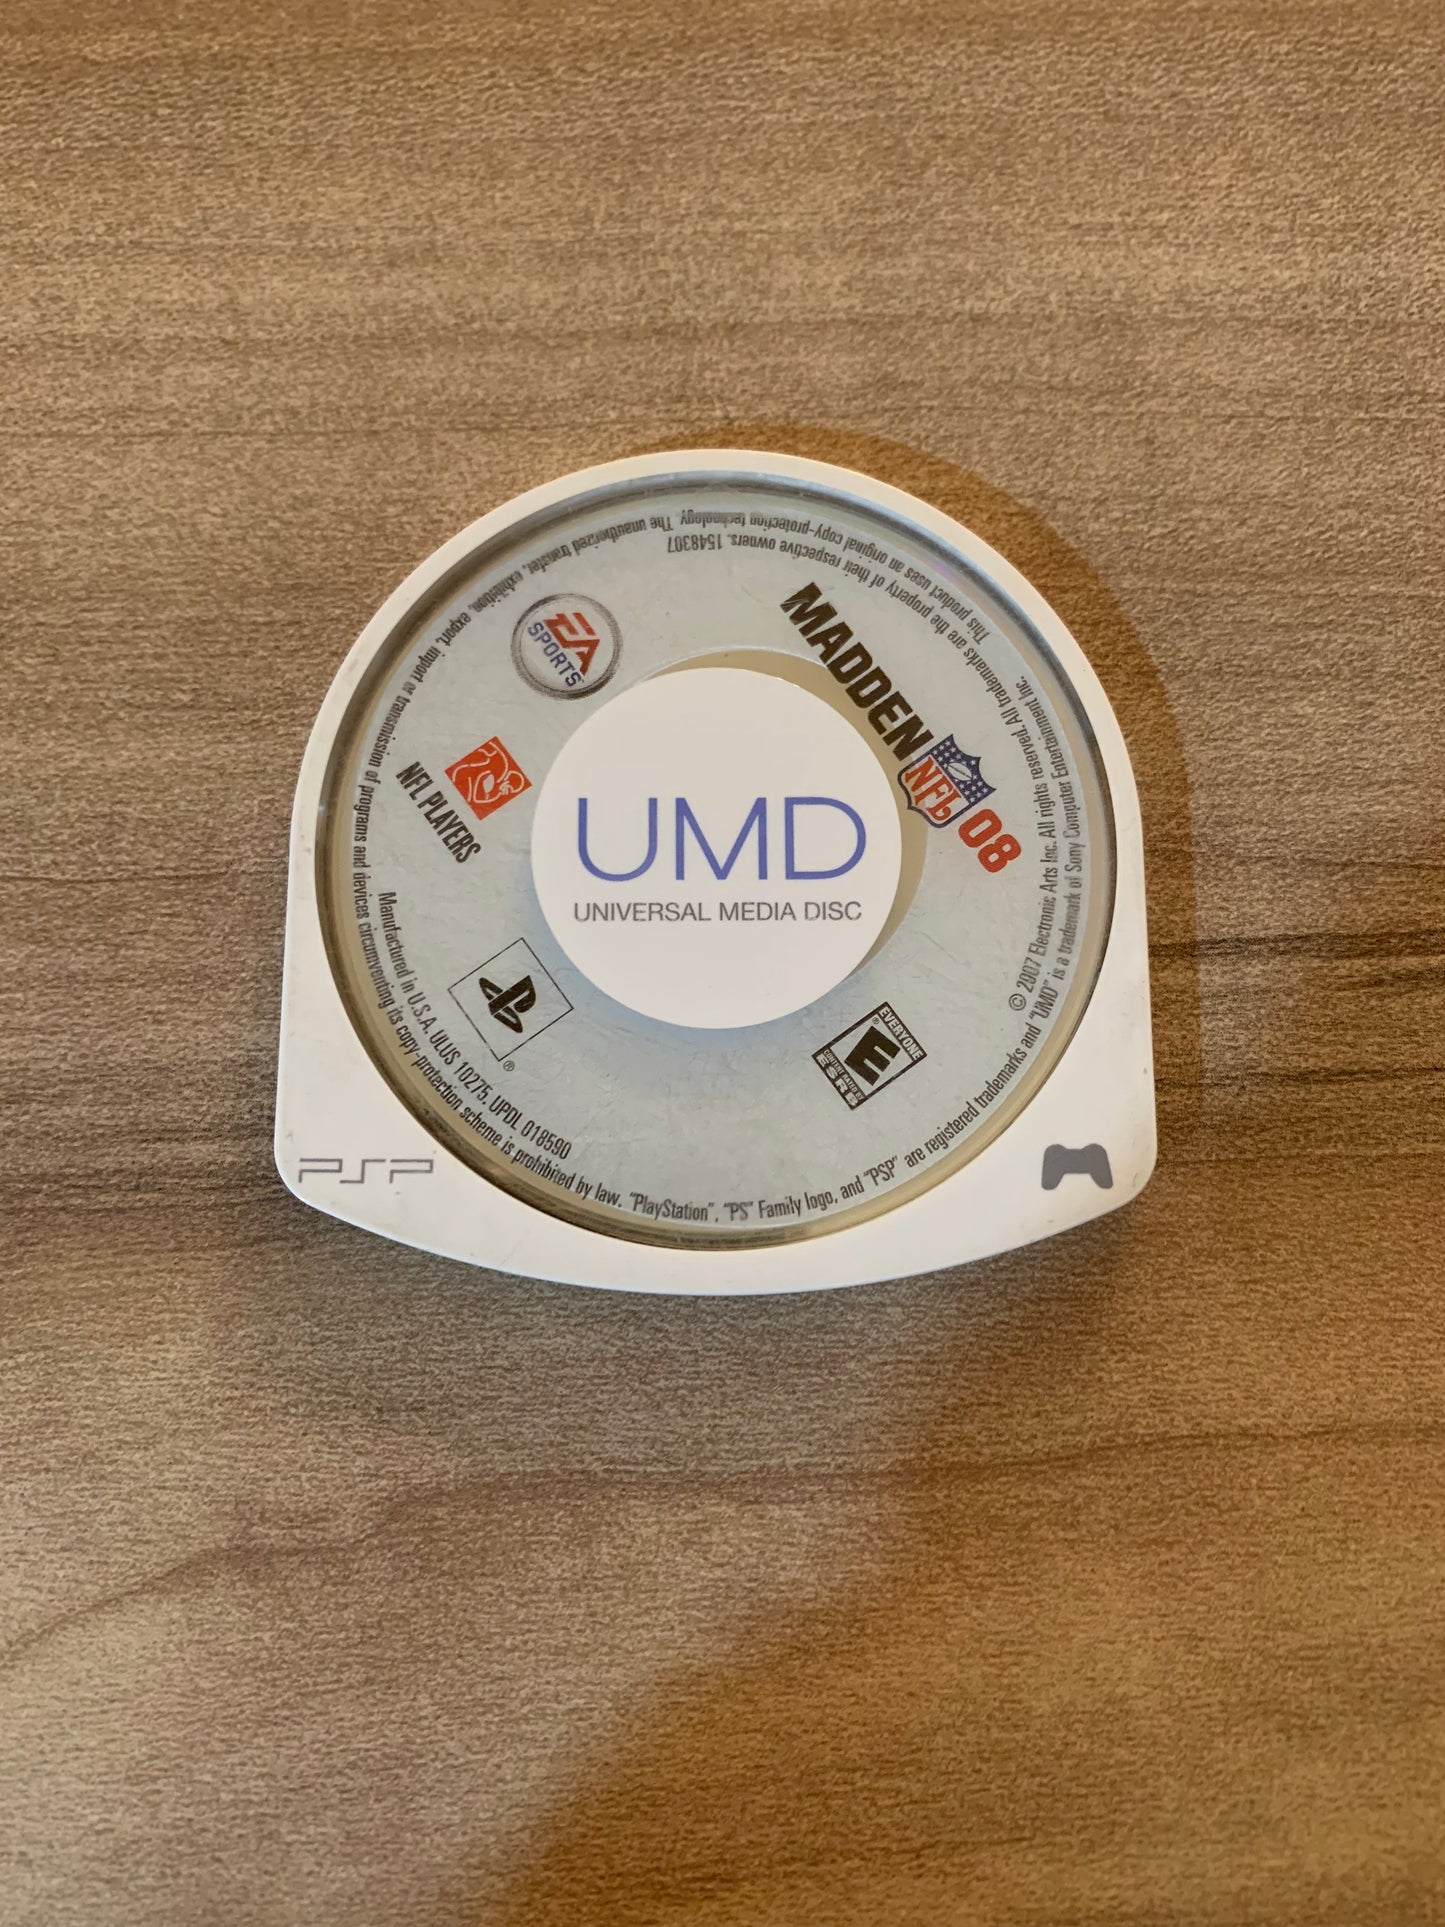 MADDEN NFL 08
EA
SPORTS
NFL PLAYERS
UMD
UNIVERSAL MEDIA DISC
EVERYONE
E
CONTENT RATED BY
ESRB
®
®
© 2007 Electronic Arts Inc. All rights reserved. All trademarks are the property of their respective owners. 1548307
Manufactured in U.S.A. ULUS 10275. UPDL 018590
"PlayStation", "PS" Family logo, and "PSP" are registered trademarks and "UMD" is a trademark of Sony Computer Entertainment Inc.
This product uses an original copy-protection technology. The unauthorized transfer, exhibition, export, import or transmission of programs and devices circumventing its copy-protection scheme is prohibited by law.
PSP